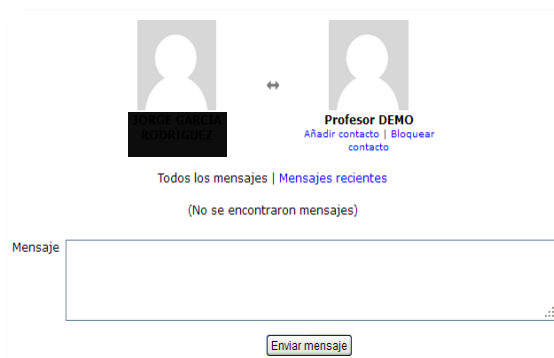 JORGE GARCIA
RODRIGUEZ
Profesor DEMO
Añadir contacto | Bloquear
contacto
Todos los mensajes | Mensajes recientes
(No se encontraron mensajes)
Mensaje
Enviar mensaje